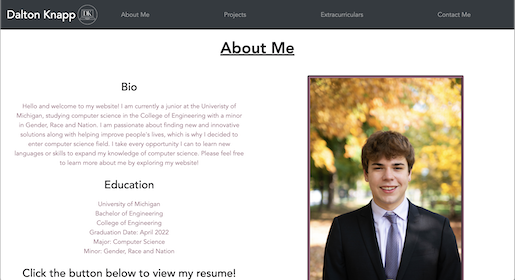 Dalton Knapp DK About Me Projects Extracurriculars Contact Me
About Me
Bio
Hello and welcome to my website! I am currently a junior at the Univeristy of
Michigan, studying computer science in the College of Engineering with a minor
in Gender, Race and Nation. I am passionate about finding new and innovative
solutions along with helping improve people's lives, which is why I decided to
enter computer science field. I take every opportunity I can to learn new
languages or skills to expand my knowledge of computer science. Please feel free
to learn more about me by exploring my website!
Education
University of Michigan
Bachelor of Engineering
College of Engineering
Graduation Date: April 2022
Major: Computer Science
Minor: Gender, Race and Nation
Click the button below to view my resume!